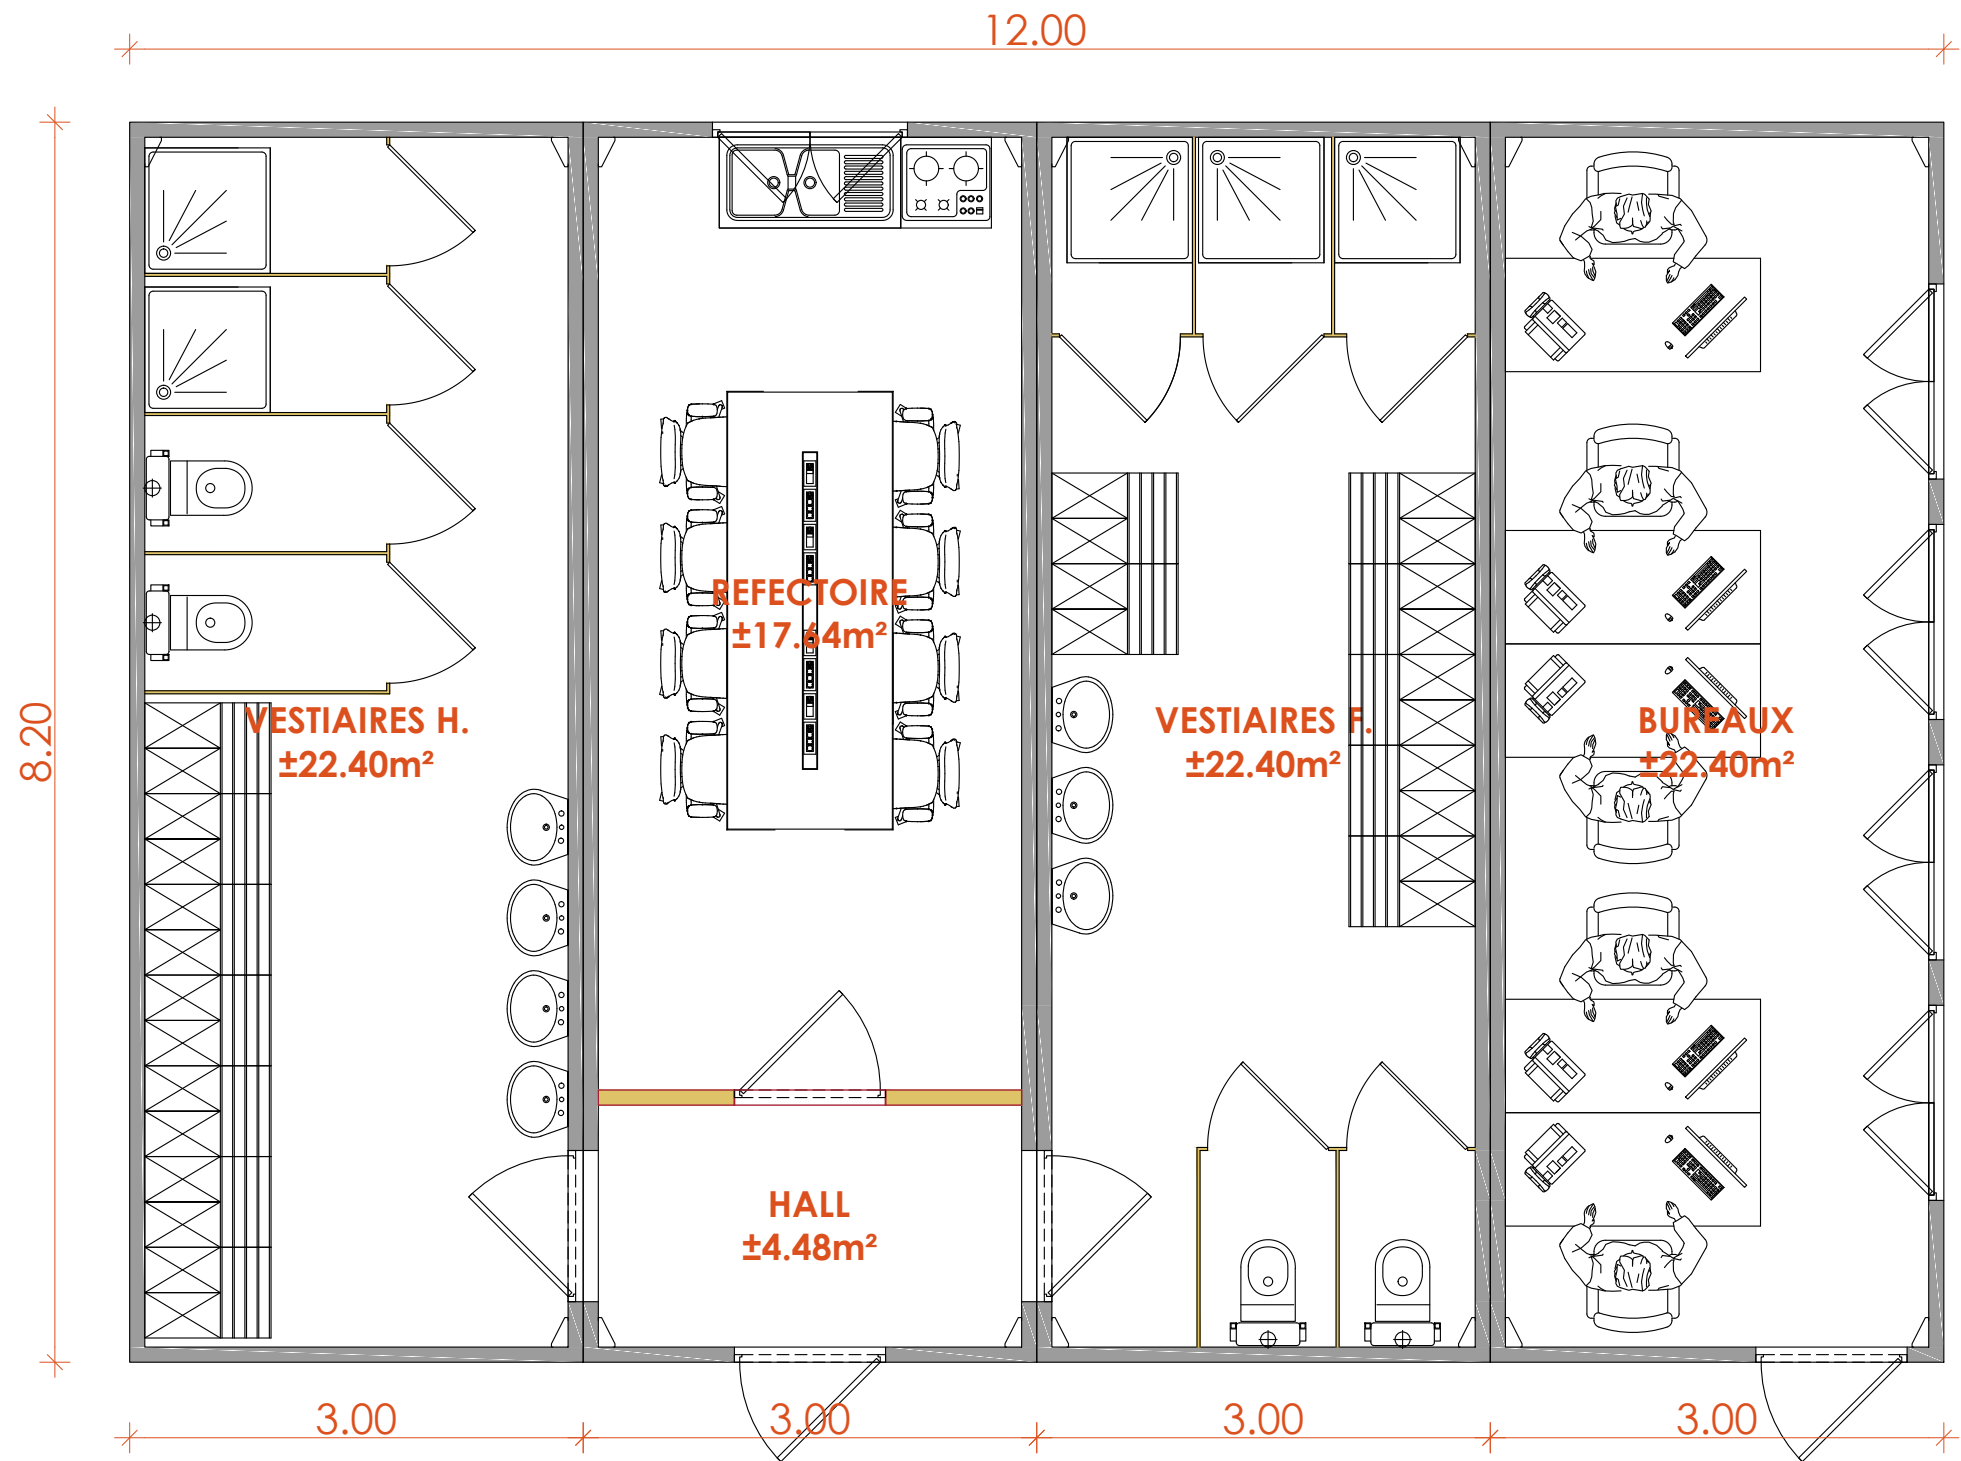 12.00
8.20
REFECTOIRE
±17.64m²
VESTIAIRES H.
±22.40m²
VESTIAIRES F.
±22.40m²
BUREAUX
±22.40m²
HALL
±4.48m²
3.00
3.00
3.00
3.00